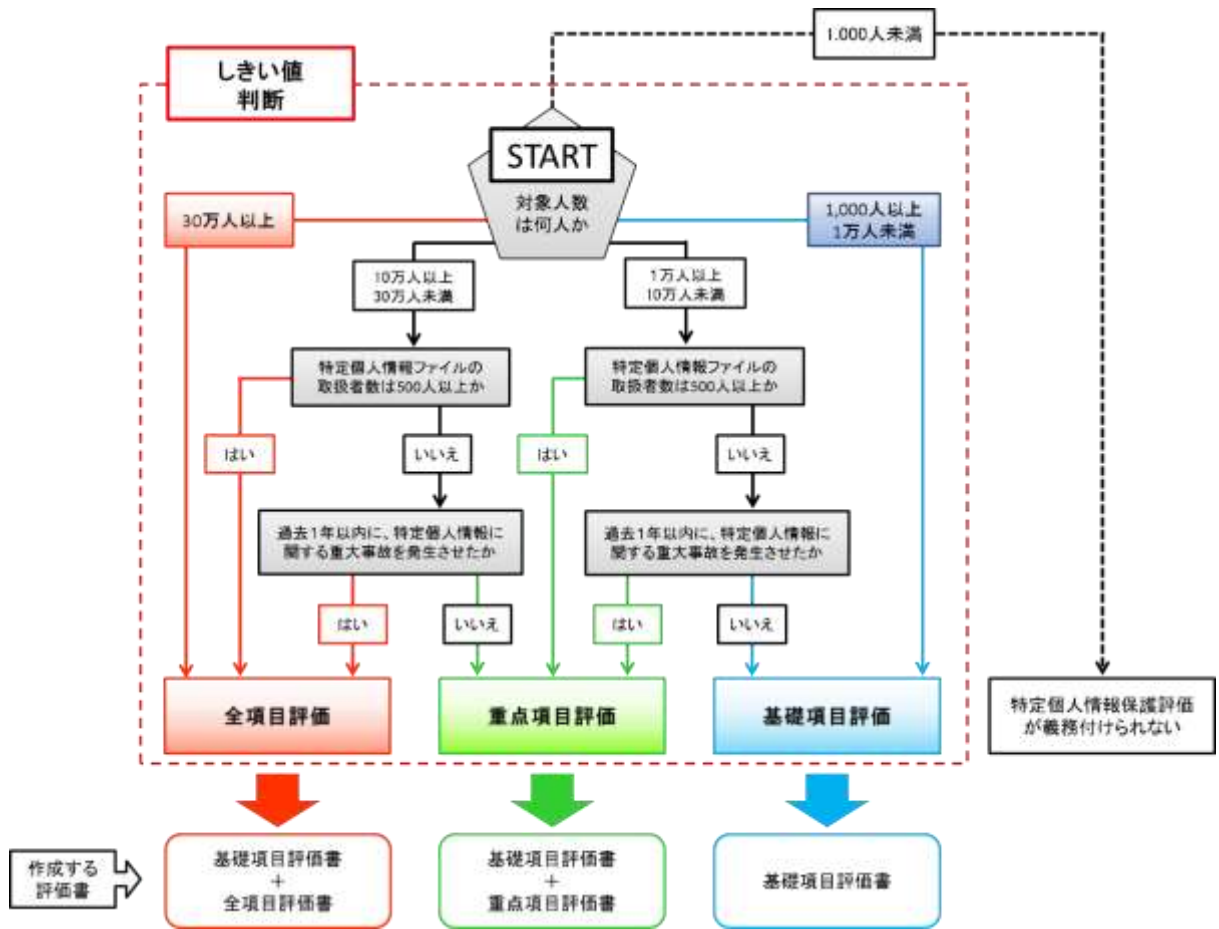 1,000人未満
しきい値
判断
START
対象人数
は何人か
30万人以上
1,000人以上
1万人未満
10万人以上
30万人未満
1万人以上
10万人未満
特定個人情報ファイルの
取扱者数は500人以上か
特定個人情報ファイルの
取扱者数は500人以上か
はい
いいえ
はい
いいえ
過去1年以内に、特定個人情報に
関する重大事故を発生させたか
過去1年以内に、特定個人情報に
関する重大事故を発生させたか
はい
いいえ
はい
いいえ
全項目評価
重点項目評価
基礎項目評価
特定個人情報保護評価
が義務付けられない
作成する
評価書
基礎項目評価書
+
全項目評価書
基礎項目評価書
+
重点項目評価書
基礎項目評価書